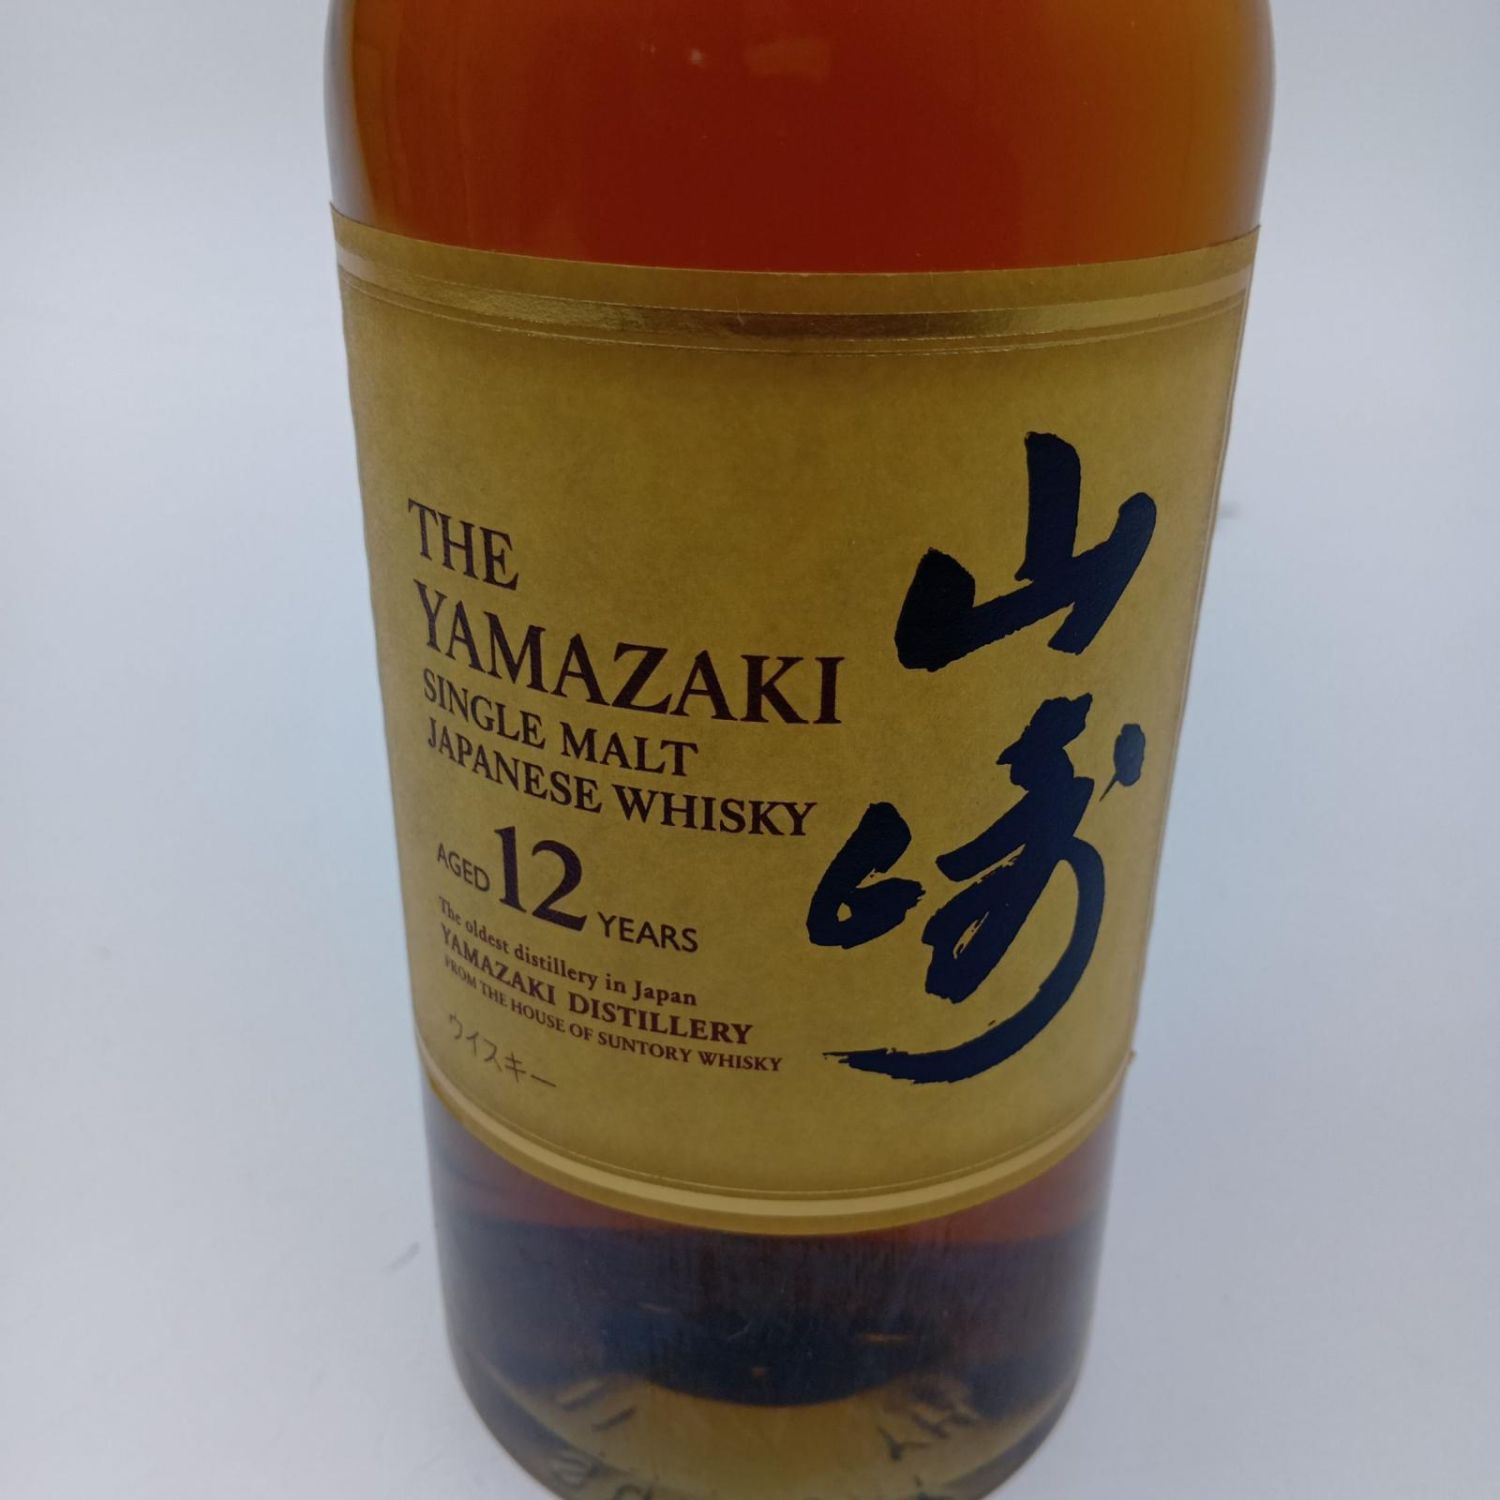 THE
YAMAZAKI
SINGLE MALT
JAPANESE WHISKY
AGED 12 YEARS
The oldest distillery in Japan
YAMAZAKI DISTILLERY
FROM THE HOUSE OF SUNTORY WHISKY
ウイスキー
山崎